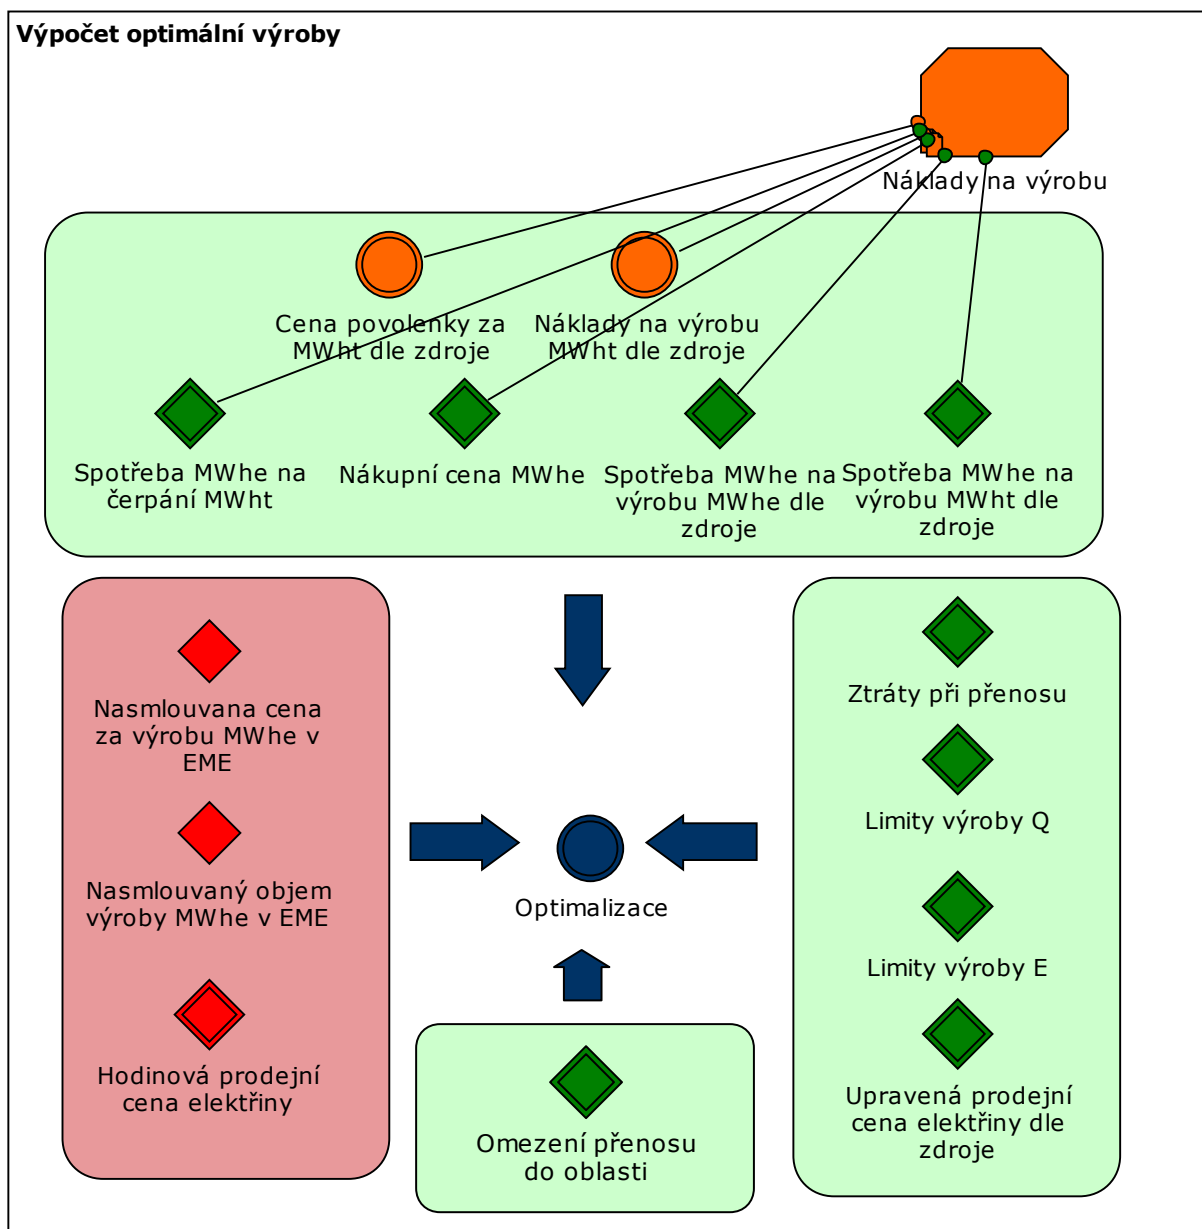 Výpočet optimální výroby
Náklady na výrobu
Cena povolenky za
MWht dle zdroje
Náklady na výrobu
MWht dle zdroje
Spotřeba MWhe na
čerpání MWht
Nákupní cena MWhe
Spotřeba MWhe na
výrobu MWhe dle
zdroje
Spotřeba MWhe na
výrobu MWht dle
zdroje
Nasmlouvana cena
za výrobu MWhe v
EME
Nasmlouvaný objem
výroby MWhe v EME
Hodinová prodejní
cena elektřiny
Optimalizace
Omezení přenosu
do oblasti
Ztráty při přenosu
Limity výroby Q
Limity výroby E
Upravená prodejní
cena elektřiny dle
zdroje